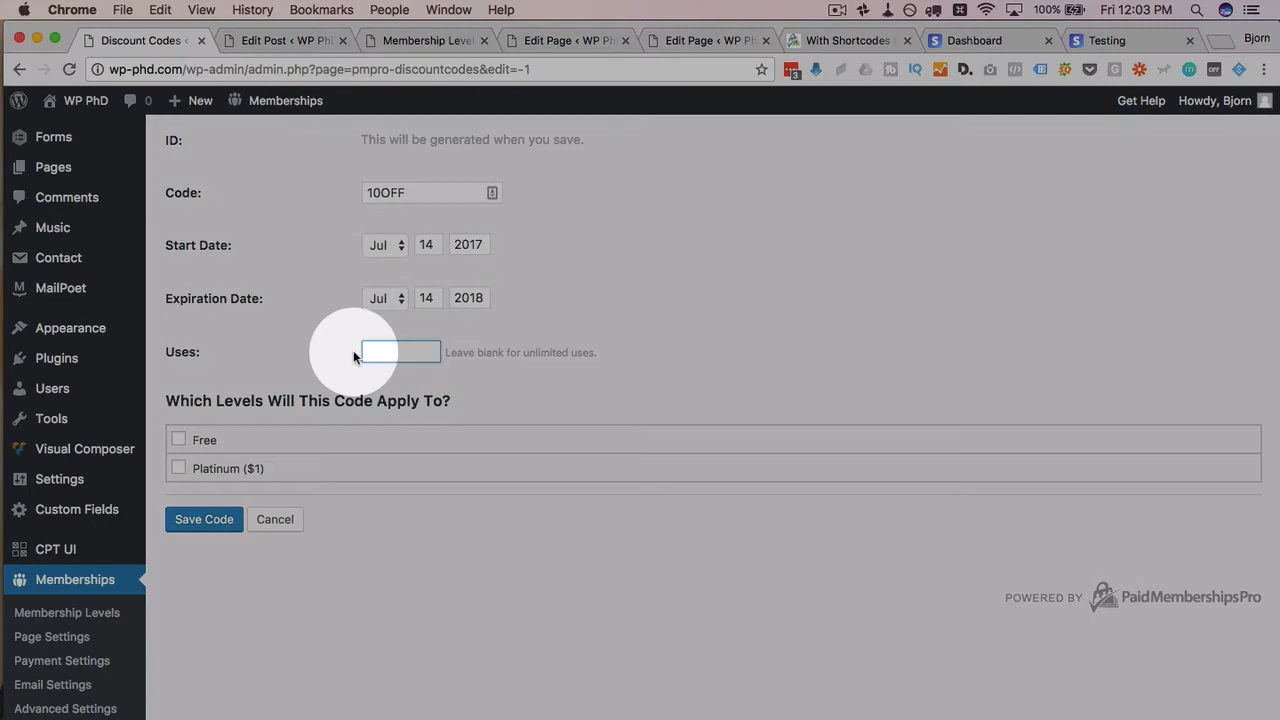 Chrome File Edit View History Bookmarks People Window Help 100% Fri 12:03 PM
Discount Codes ‹ Edit Post ‹ WP PhD Membership Level Edit Page ‹ WP Ph Edit Page ‹ WP Ph With Shortcodes Dashboard Testing Bjorn
wp-phd.com/wp-admin/admin.php?page=pmpro-discountcodes&edit=-1
WP PhD 0 New Memberships Get Help Howdy, Bjorn
Forms
Pages
Comments
Music
Contact
MailPoet
Appearance
Plugins
Users
Tools
Visual Composer
Settings
Custom Fields
CPT UI
Memberships
Membership Levels
Page Settings
Payment Settings
Email Settings
Advanced Settings
ID: This will be generated when you save.
Code: 10OFF
Start Date: Jul 14 2017
Expiration Date: Jul 14 2018
Uses: Leave blank for unlimited uses.
Which Levels Will This Code Apply To?
Free
Platinum ($1)
Save Code Cancel
POWERED BY PaidMembershipsPro